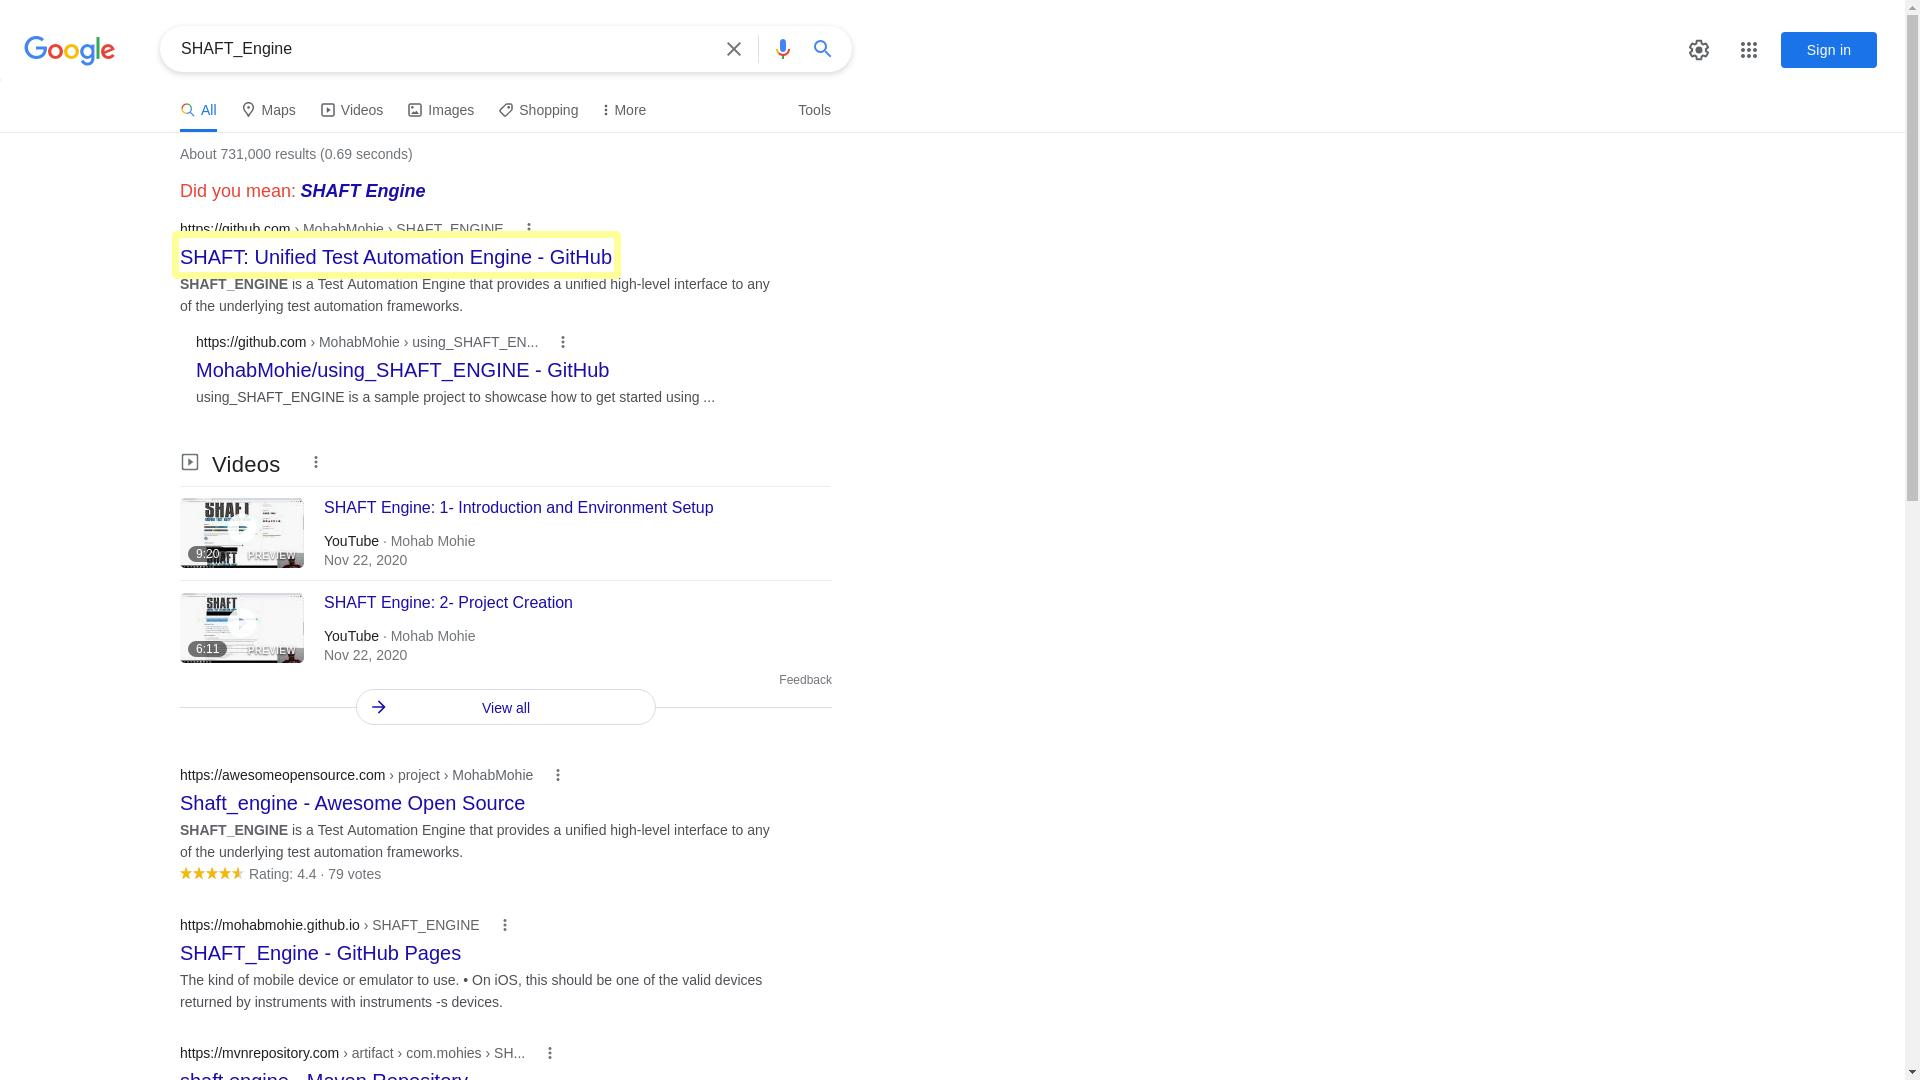 Google
SHAFT_Engine
Sign in
All
Maps
Videos
Images
Shopping
More
Tools
About 731,000 results (0.69 seconds)
Did you mean: SHAFT Engine
https://github.com › MohabMohie › SHAFT_ENGINE
SHAFT: Unified Test Automation Engine - GitHub
SHAFT_ENGINE is a Test Automation Engine that provides a unified high-level interface to any
of the underlying test automation frameworks.
https://github.com › MohabMohie › using_SHAFT_EN...
MohabMohie/using_SHAFT_ENGINE - GitHub
using_SHAFT_ENGINE is a sample project to showcase how to get started using ...
Videos
SHAFT
9:20
PREVIEW
SHAFT Engine: 1- Introduction and Environment Setup
YouTube · Mohab Mohie
Nov 22, 2020
SHAFT
6:11
PREVIEW
SHAFT Engine: 2- Project Creation
YouTube · Mohab Mohie
Nov 22, 2020
Feedback
View all
https://awesomeopensource.com › project › MohabMohie
Shaft_engine - Awesome Open Source
SHAFT_ENGINE is a Test Automation Engine that provides a unified high-level interface to any
of the underlying test automation frameworks.
Rating: 4.4 · 79 votes
https://mohabmohie.github.io › SHAFT_ENGINE
SHAFT_Engine - GitHub Pages
The kind of mobile device or emulator to use. • On iOS, this should be one of the valid devices
returned by instruments with instruments -s devices.
https://mvnrepository.com › artifact › com.mohies › SH...
shaft engine - Maven Repository